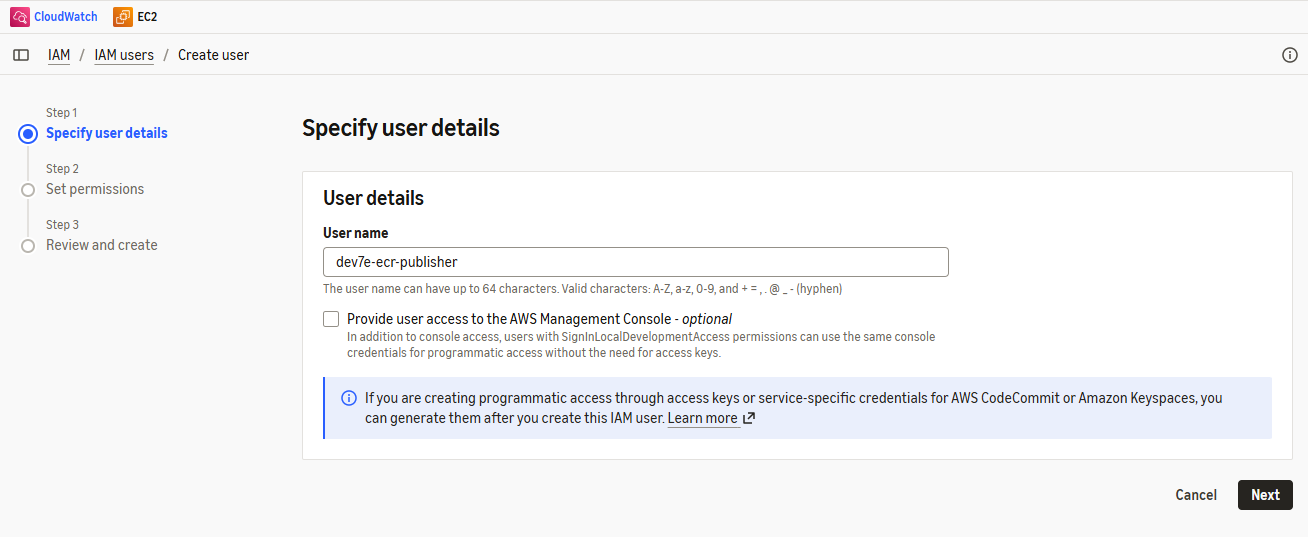 CloudWatch EC2
IAM / IAM users / Create user
Step 1
Specify user details
Step 2
Set permissions
Step 3
Review and create
Specify user details
User details
User name
dev7e-ecr-publisher
The user name can have up to 64 characters. Valid characters: A-Z, a-z, 0-9, and + = , . @ _ - (hyphen)
Provide user access to the AWS Management Console - optional
In addition to console access, users with SignInLocalDevelopmentAccess permissions can use the same console
credentials for programmatic access without the need for access keys.
If you are creating programmatic access through access keys or service-specific credentials for AWS CodeCommit or Amazon Keyspaces, you
can generate them after you create this IAM user. Learn more
Cancel Next